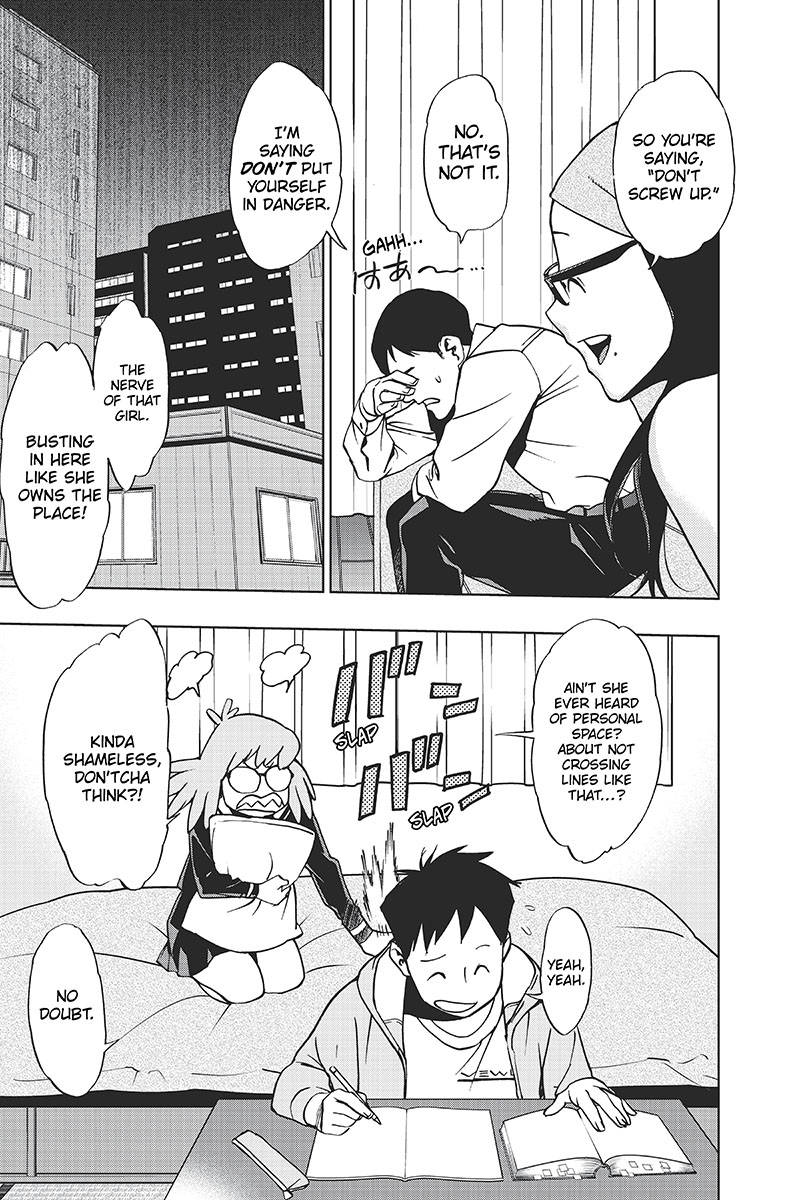 SO YOU'RE
SAYING,
"DON'T
SCREW UP."
NO.
THAT'S
NOT IT.
GAHH...
はあ〜…
I'M
SAYING
DON'T PUT
YOURSELF
IN DANGER.
THE
NERVE
OF THAT
GIRL.
BUSTING
IN HERE
LIKE SHE
OWNS THE
PLACE!
AIN'T SHE
EVER HEARD
OF PERSONAL
SPACE?
ABOUT NOT
CROSSING
LINES LIKE
THAT...?
バン
SLAP
バン
SLAP
KINDA
SHAMELESS,
DON'TCHA
THINK?!
YEAH,
YEAH.
NO
DOUBT.